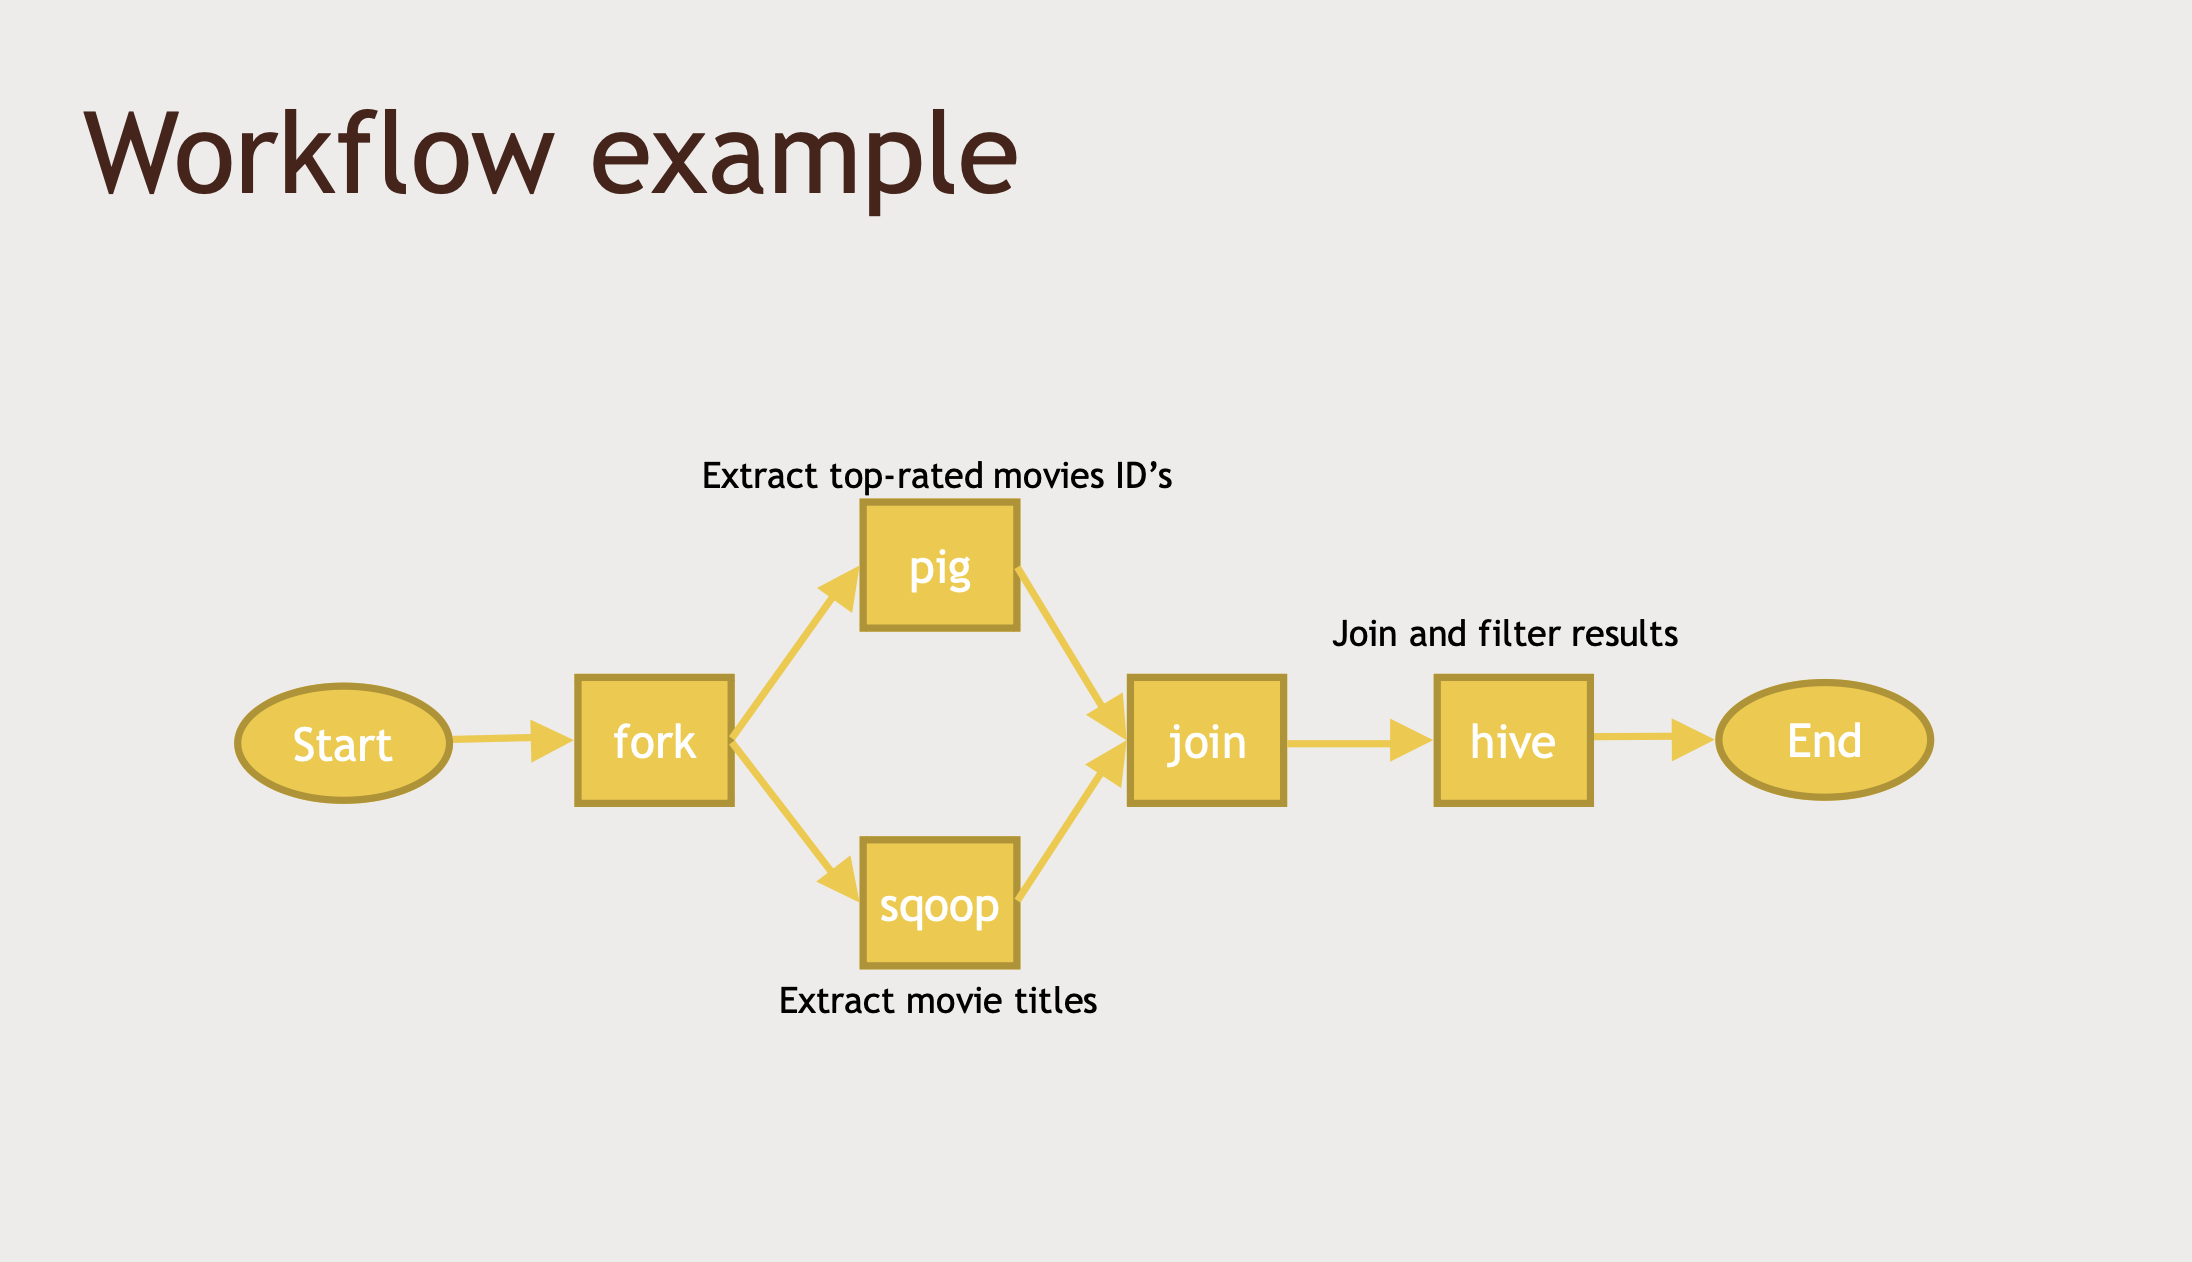 Workflow example
Extract top-rated movies ID’s
pig
Join and filter results
Start
fork
join
hive
End
sqoop
Extract movie titles